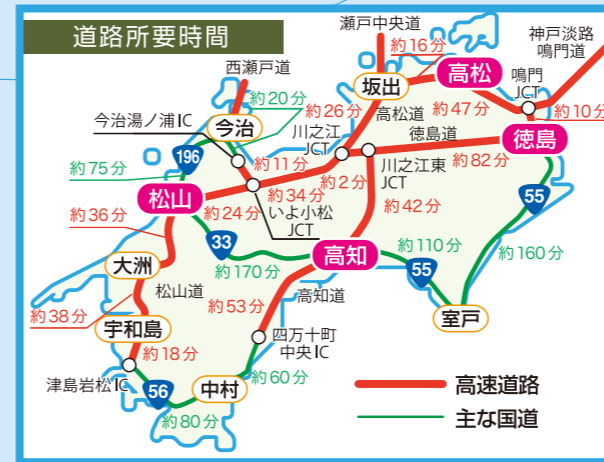 道路所要時間
瀬戸中央道
神戸淡路
鳴門道
西瀬戸道
約16分
高松
坂出
鳴門
JCT
約20分
今治湯ノ浦IC
今治
約26分
高松道
約47分
約10分
川之江
JCT
徳島道
徳島
196
約75分
約11分
川之江東
JCT
約82分
約2分
松山
約34分
いよ小松
JCT
約24分
約42分
55
約36分
33
高知
約110分
約160分
大洲
約170分
55
松山道
約53分
高知道
室戸
約38分
宇和島
四万十町
中央IC
約18分
津島岩松IC
56
中村
約60分
約80分
高速道路
主な国道